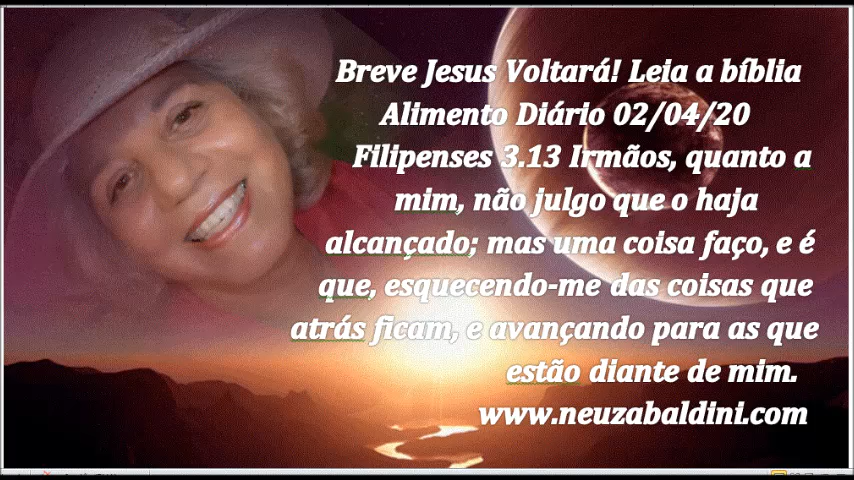 Breve Jesus Voltará! Leia a bíblia
Alimento Diário 02/04/20
Filipenses 3.13 Irmãos, quanto a
mim, não julgo que o haja
alcançado; mas uma coisa faço, e é
que, esquecendo-me das coisas que
atrás ficam, e avançando para as que
estão diante de mim.
www.neuzabaldini.com